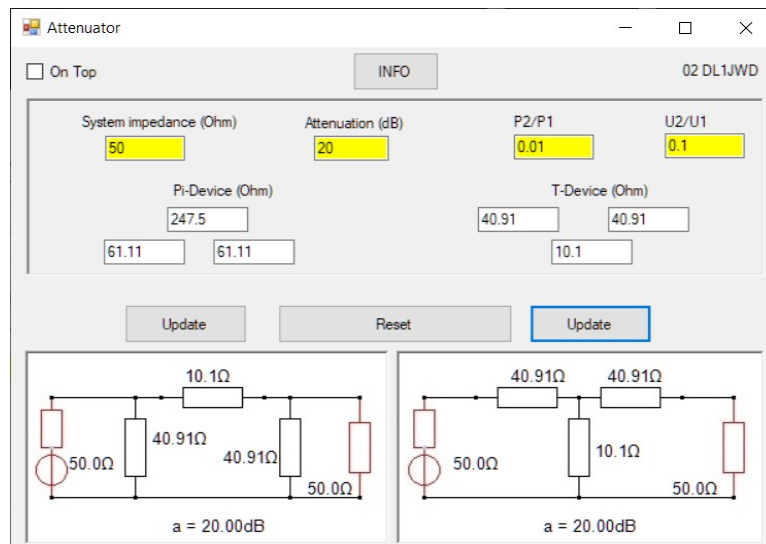 Attenuator
On Top
INFO
02 DL1JWD
System impedance (Ohm)
Attenuation (dB)
P2/P1
U2/U1
50
20
0.01
0.1
Pi-Device (Ohm)
T-Device (Ohm)
247.5
40.91
40.91
61.11
61.11
10.1
Update
Reset
Update
10.1Ω
40.91Ω
40.91Ω
50.0Ω
50.0Ω
a = 20.00dB
40.91Ω
40.91Ω
10.1Ω
50.0Ω
50.0Ω
a = 20.00dB